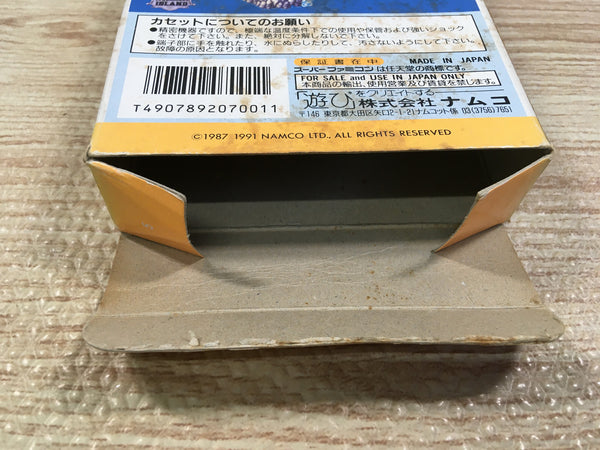 ISLAND
カセットについてのお願い
●精密機器ですので、極端な温度条件下での使用や保管および強いショックをさけて下さい。また、絶対に分解しないで下さい。
●端子部に手を触れたり、水にぬらしたりして、汚さないようにして下さい。故障の原因となります。
T4907892070011
保証書在中
MADE IN JAPAN
スーパーファミコンは任天堂の商標です。
FOR SALE and USE IN JAPAN ONLY
本商品の輸出、使用営業及び賃貸を禁じます。
「遊び」をクリエイトする
株式会社ナムコ
〒146 東京都大田区矢口2-1-21ナムコット係 03(3756)7651
©1987 1991 NAMCO LTD., ALL RIGHTS RESERVED